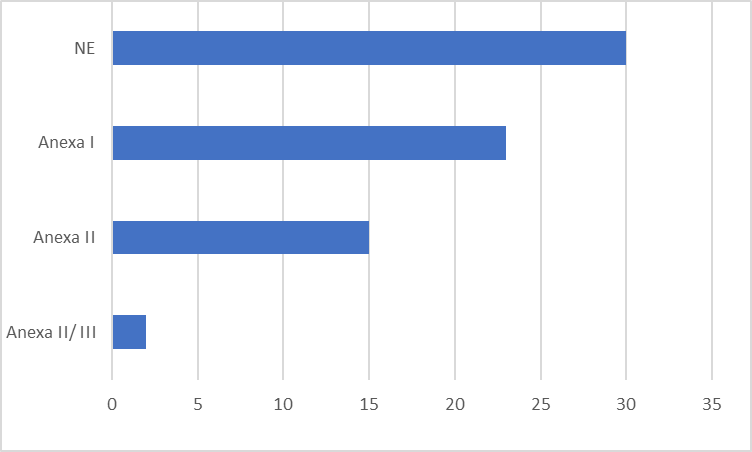 NE
Anexa I
Anexa II
Anexa II/ III
0 5 10 15 20 25 30 35